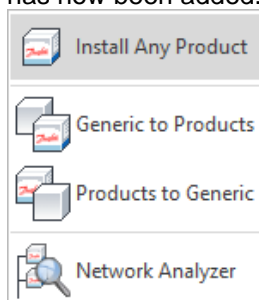 has now been added.
Install Any Product
Generic to Products
Products to Generic
Network Analyzer